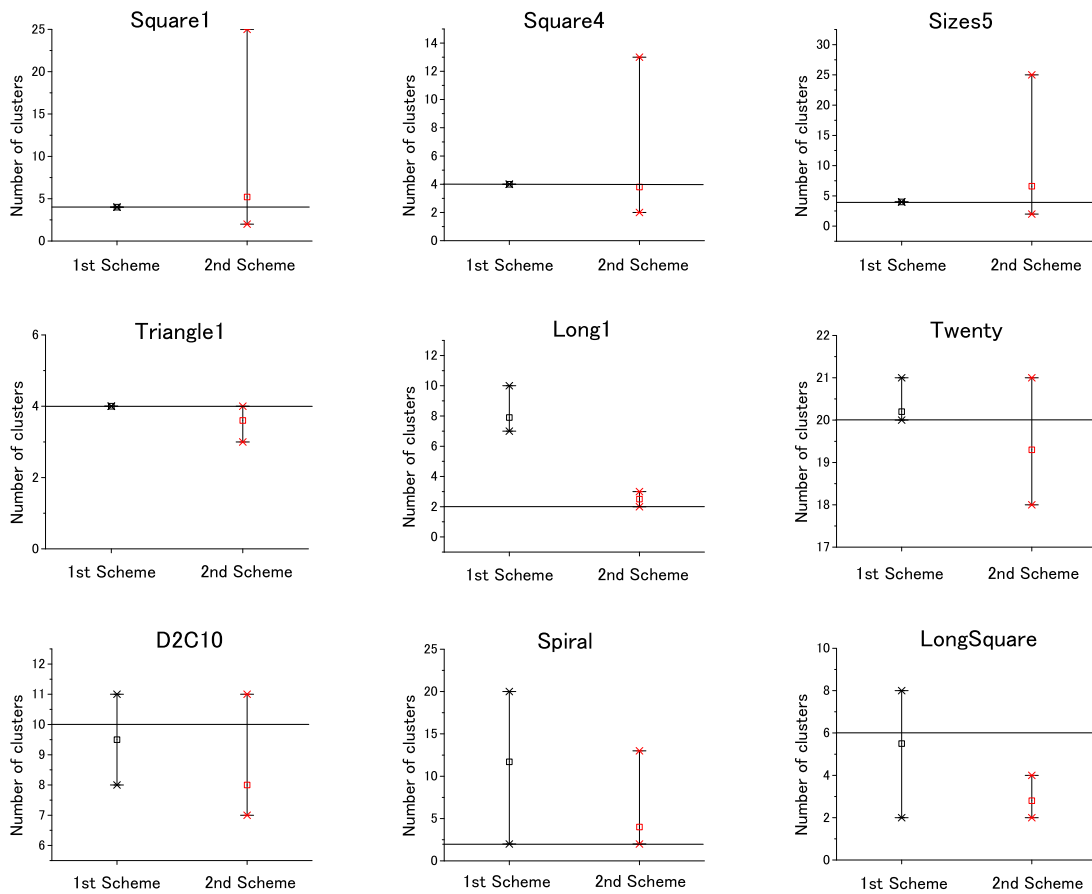 Square1
Number of clusters
25
20
15
10
5
0
1st Scheme 2nd Scheme
Square4
Number of clusters
14
12
10
8
6
4
2
0
1st Scheme 2nd Scheme
Sizes5
Number of clusters
30
25
20
15
10
5
0
1st Scheme 2nd Scheme
Triangle1
Number of clusters
6
4
2
0
1st Scheme 2nd Scheme
Long1
Number of clusters
12
10
8
6
4
2
0
1st Scheme 2nd Scheme
Twenty
Number of clusters
22
21
20
19
18
17
1st Scheme 2nd Scheme
D2C10
Number of clusters
12
11
10
9
8
7
6
1st Scheme 2nd Scheme
Spiral
Number of clusters
25
20
15
10
5
0
1st Scheme 2nd Scheme
LongSquare
Number of clusters
10
8
6
4
2
0
1st Scheme 2nd Scheme